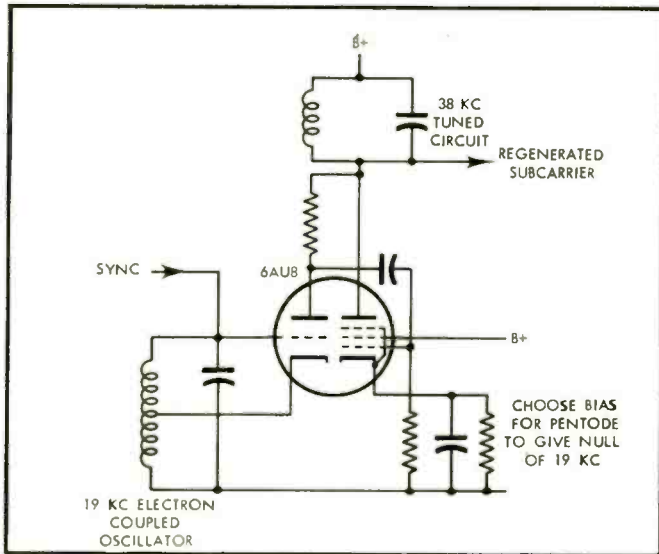 B+
38 KC
TUNED
CIRCUIT
REGENERATED
SUBCARRIER
SYNC
6AU8
B+
CHOOSE BIAS
FOR PENTODE
TO GIVE NULL
OF 19 KC
19 KC ELECTRON
COUPLED
OSCILLATOR